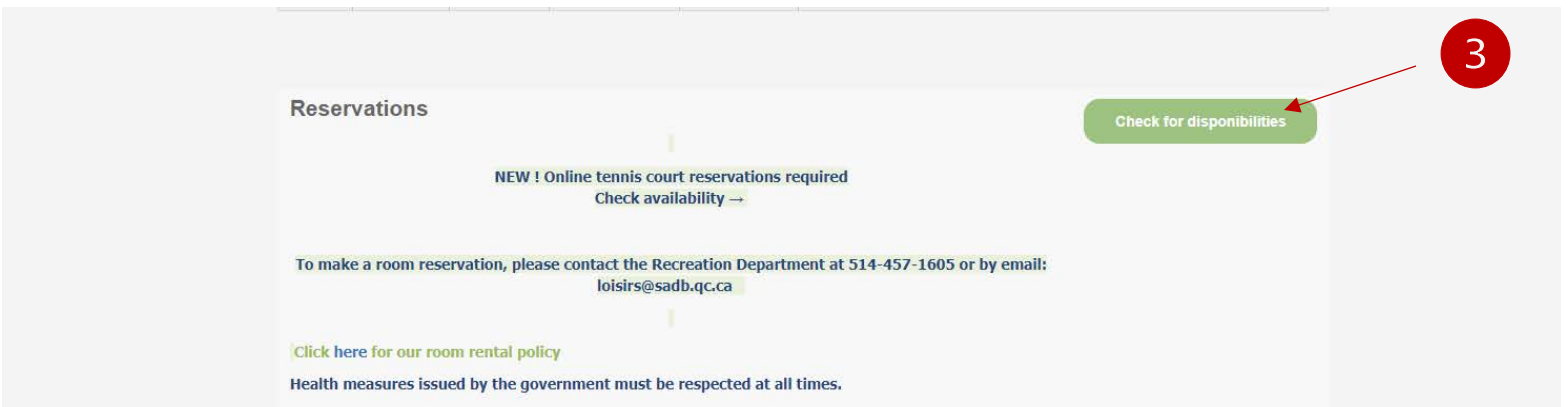 3
Reservations
Check for disponibilities
NEW ! Online tennis court reservations required
Check availability →
To make a room reservation, please contact the Recreation Department at 514-457-1605 or by email:
loisirs@sadb.qc.ca
Click here for our room rental policy
Health measures issued by the government must be respected at all times.